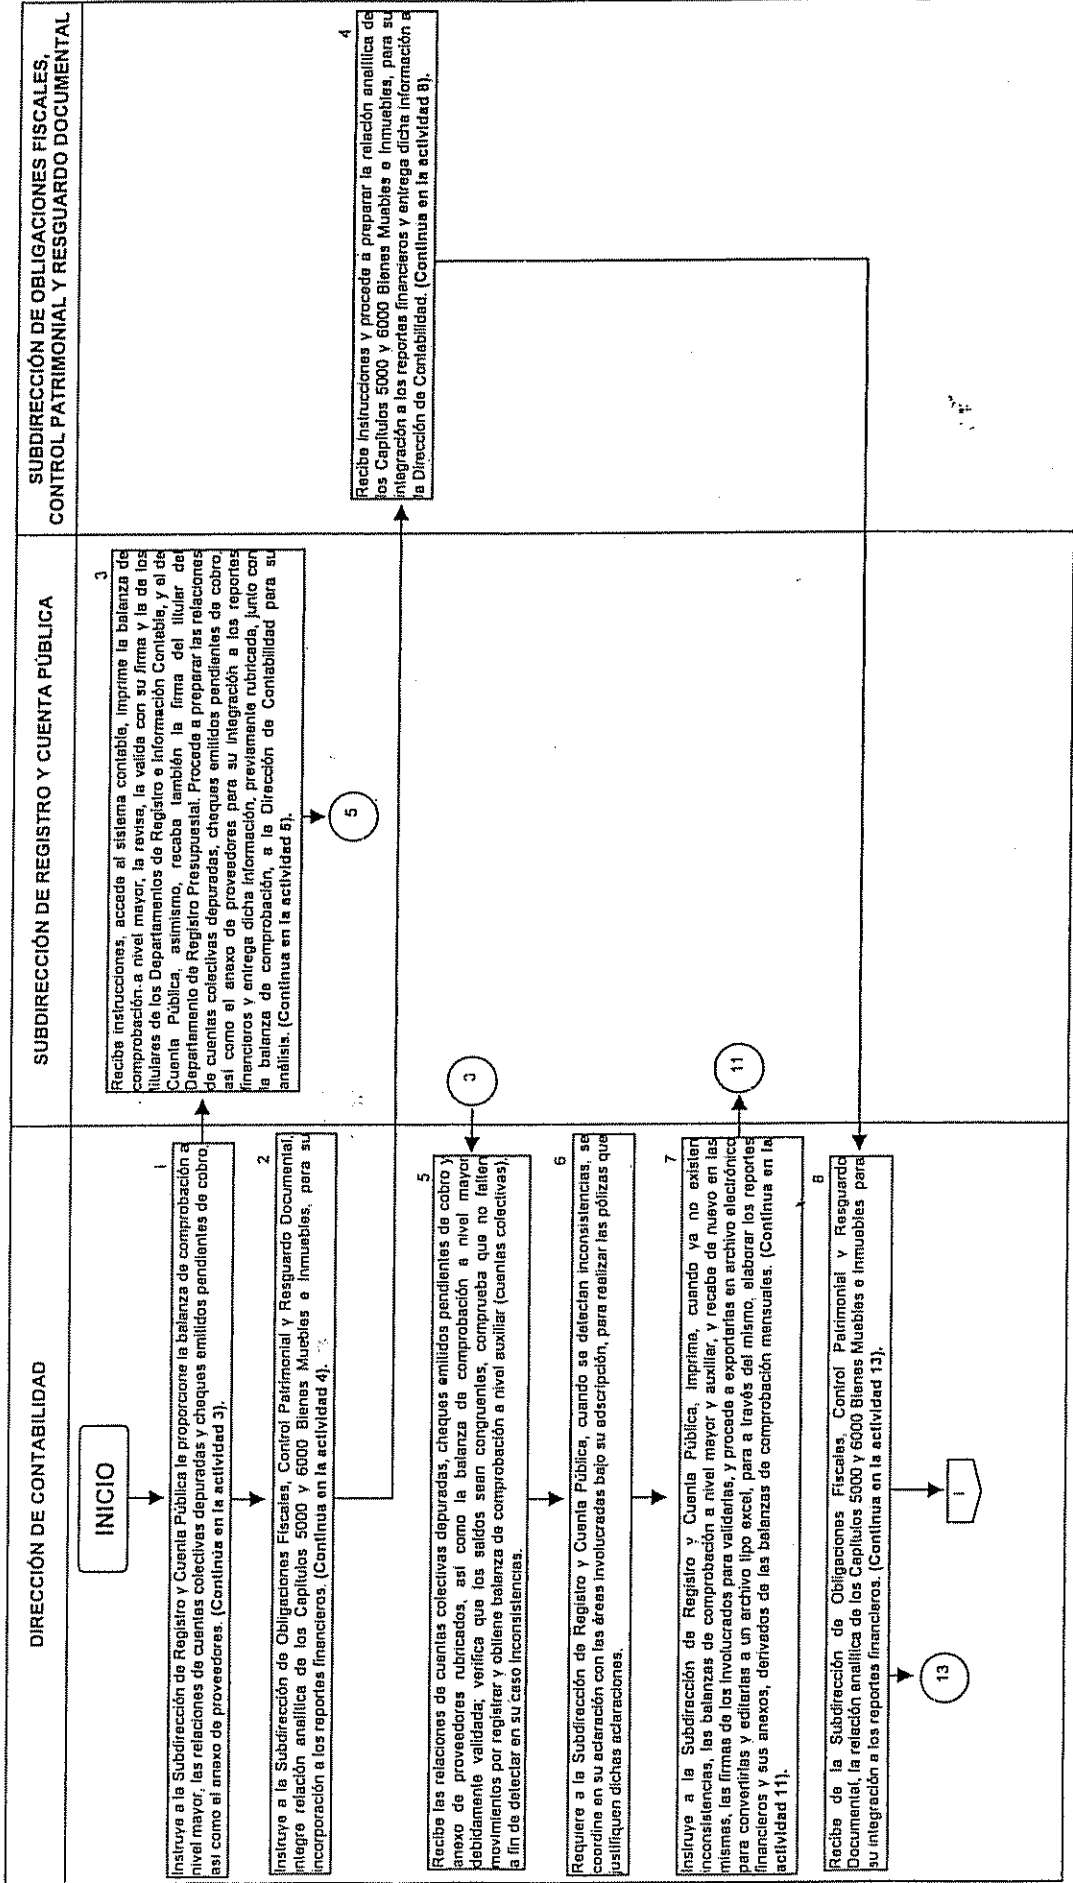 DIRECCIÓN DE CONTABILIDAD
SUBDIRECCIÓN DE REGISTRO Y CUENTA PÚBLICA
SUBDIRECCIÓN DE OBLIGACIONES FISCALES,
CONTROL PATRIMONIAL Y RESGUARDO DOCUMENTAL
INICIO
1
Instruye a la Subdirección de Registro y Cuenta Pública le proporcione la balanza de comprobación a
nivel mayor, las relaciones de cuentas colectivas depuradas y cheques emitidos pendientes de cobro,
así como el anexo de proveedores. (Continúa en la actividad 3).
2
Instruye a la Subdirección de Obligaciones Fiscales, Control Patrimonial y Resguardo Documental,
integre relación analítica de los Capítulos 5000 y 6000 Bienes Muebles e Inmuebles, para su
incorporación a los reportes financieros. (Continua en la actividad 4).
3
Recibe instrucciones, accede al sistema contable, imprime la balanza de
comprobación a nivel mayor, la revisa, la valida con su firma y la de los
titulares de los Departamentos de Registro e Información Contable, y el de
Cuenta Pública, asimismo, recaba también la firma del titular del
Departamento de Registro Presupuestal. Procede a preparar las relaciones
de cuentas colectivas depuradas, cheques emitidos pendientes de cobro,
así como el anexo de proveedores para su integración a los reportes
financieros y entrega dicha información, previamente rubricada, junto con
la balanza de comprobación, a la Dirección de Contabilidad para su
análisis. (Continua en la actividad 5).
5
4
Recibe Instrucciones y procede a preparar la relación analítica de
los Capítulos 5000 y 6000 Bienes Muebles e Inmuebles, para su
integración a los reportes financieros y entrega dicha información a
la Dirección de Contabilidad. (Continua en la actividad 8).
3
5
Recibe las relaciones de cuentas colectivas depuradas, cheques emitidos pendientes de cobro y
anexo de proveedores rubricados, así como la balanza de comprobación a nivel mayor
debidamente validada; verifica que los saldos sean congruentes, comprueba que no falten
movimientos por registrar y obtiene balanza de comprobación a nivel auxiliar (cuentas colectivas),
a fin de detectar en su caso Inconsistencias.
6
Requiere a la Subdirección de Registro y Cuenta Pública, cuando se detectan inconsistencias, se
coordine en su aclaración con las áreas involucradas bajo su adscripción, para realizar las pólizas que
justifiquen dichas aclaraciones.
7
Instruye a la Subdirección de Registro y Cuenta Pública, imprima, cuando ya no existen
inconsistencias, las balanzas de comprobación a nivel mayor y auxiliar, y recabe de nuevo en las
mismas, las firmas de los involucrados para validarlas, y procede a exportarlas en archivo electrónico
para convertirlas y editarlas a un archivo tipo excel, para a través del mismo, elaborar los reportes
financieros y sus anexos, derivados de las balanzas de comprobación mensuales. (Continua en la
actividad 11).
11
8
Recibe de la Subdirección de Obligaciones Fiscales, Control Patrimonial y Resguardo
Documental, la relación analítica de los Capítulos 5000 y 6000 Bienes Muebles e Inmuebles para
su integración a los reportes financieros. (Continua en la actividad 13).
13
I